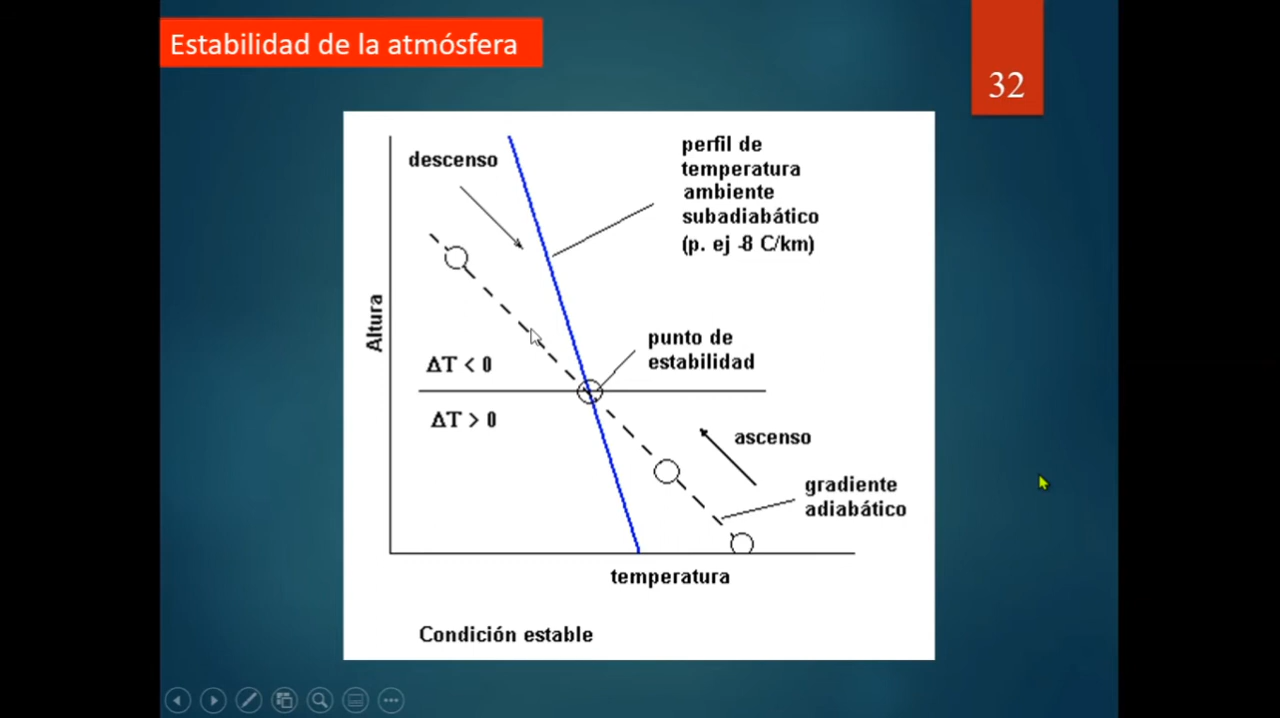 Estabilidad de la atmósfera
32
descenso
perfil de
temperatura
ambiente
subadiabático
(p. ej -8 C/km)
Altura
punto de
estabilidad
ΔT < 0
ΔT > 0
ascenso
gradiente
adiabático
temperatura
Condición estable